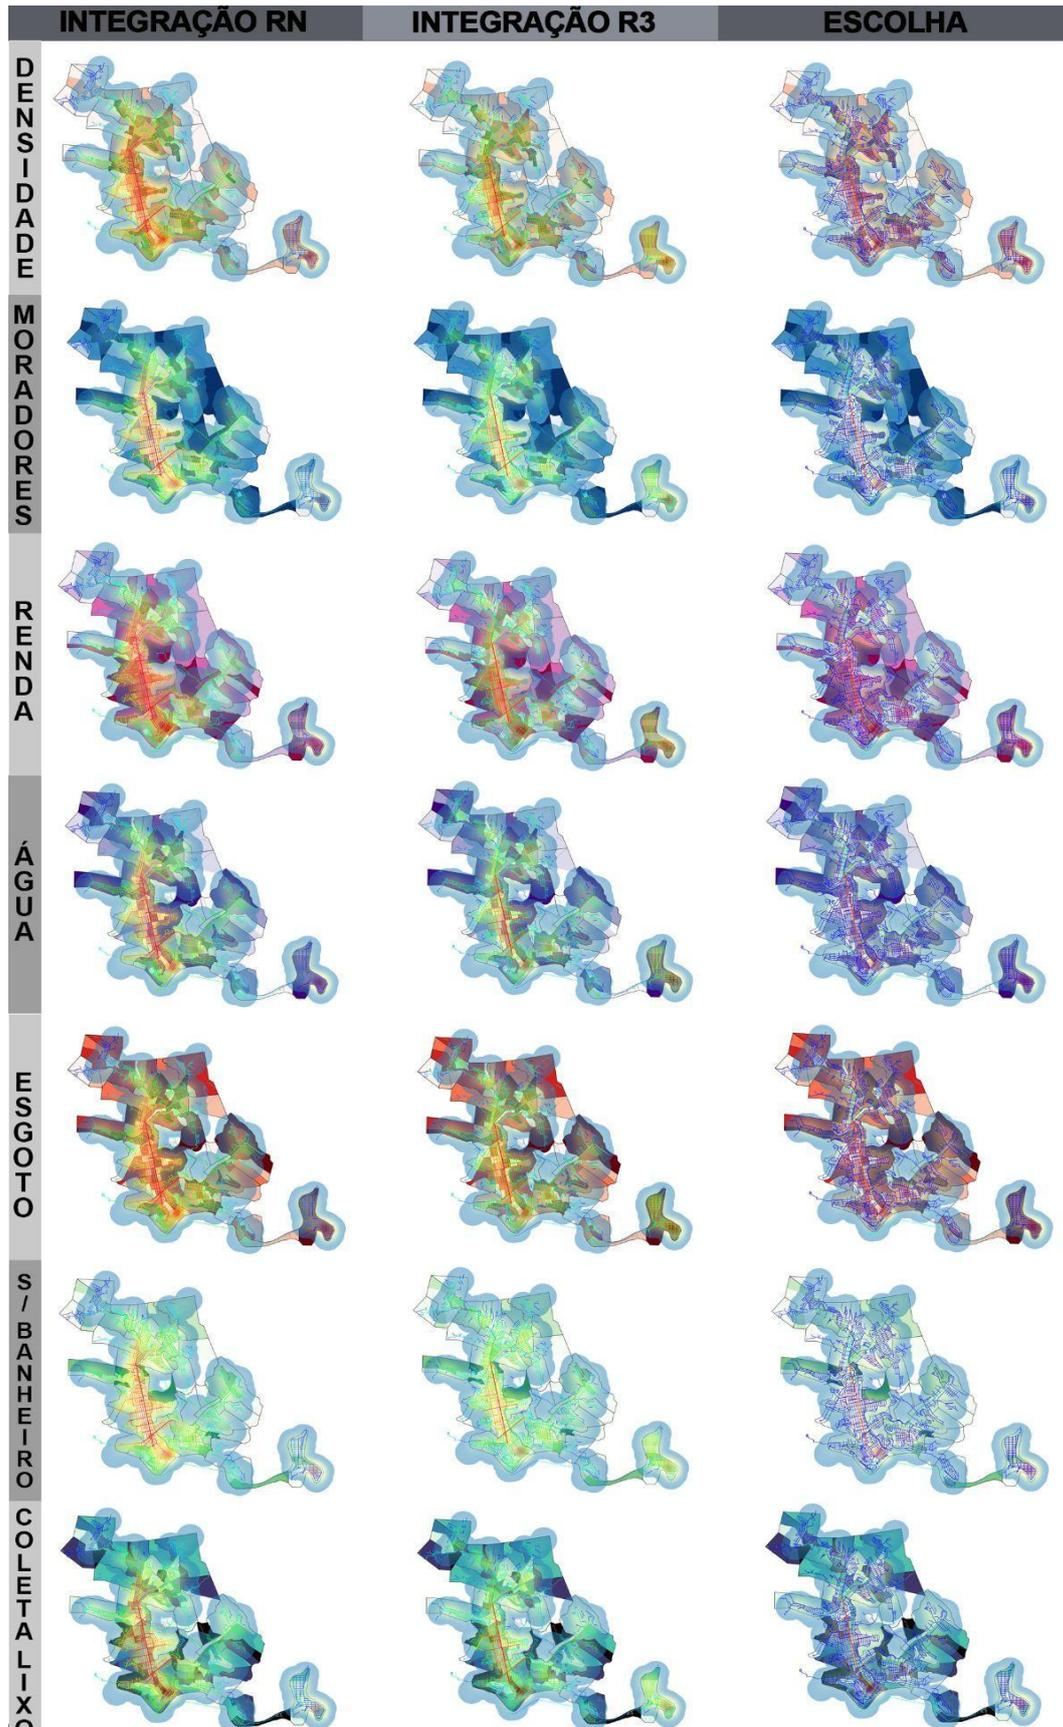 INTEGRAÇÃO RN INTEGRAÇÃO R3 ESCOLHA
DENSIDADE
MORADORES
RENDA
ÁGUA
ESGOTO
S/BANHEIRO
COLETA LIXO